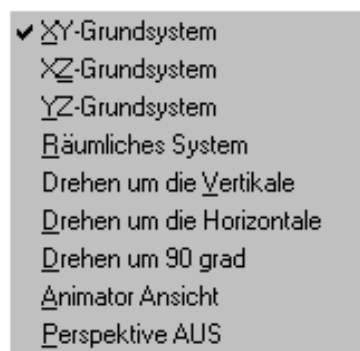 XY-Grundsystem
XZ-Grundsystem
YZ-Grundsystem
Räumliches System
Drehen um die Vertikale
Drehen um die Horizontale
Drehen um 90 grad
Animator Ansicht
Perspektive AUS